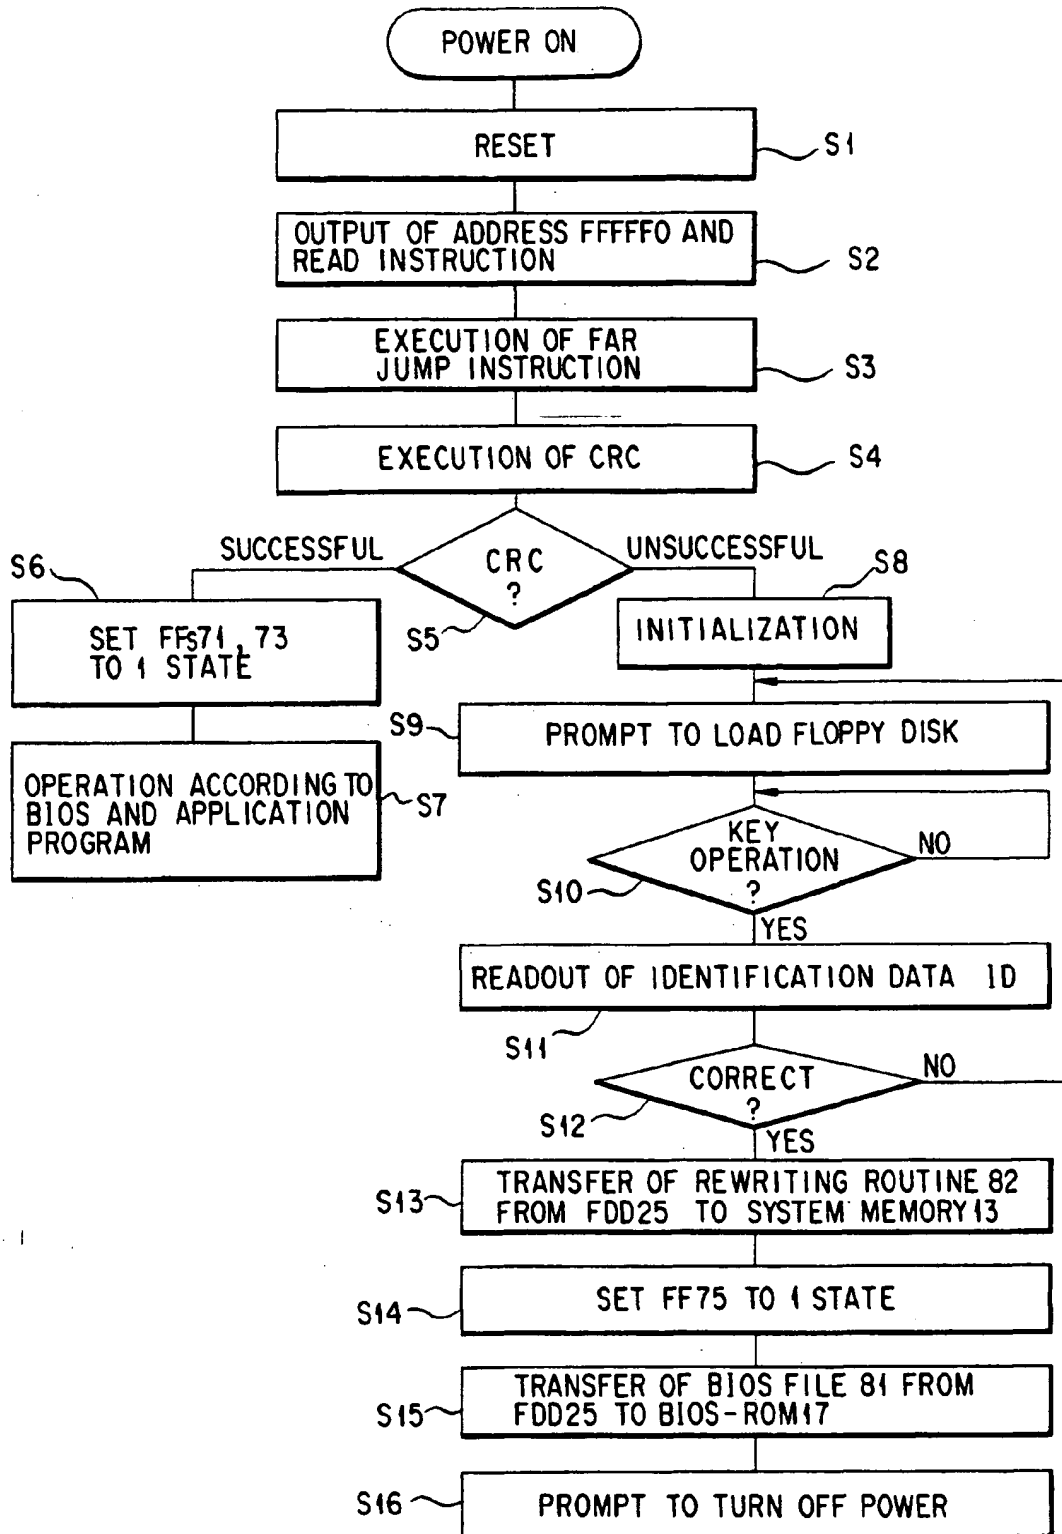 POWER ON
RESET
S1
OUTPUT OF ADDRESS FFFFF0 AND
READ INSTRUCTION
S2
EXECUTION OF FAR
JUMP INSTRUCTION
S3
EXECUTION OF CRC
S4
SUCCESSFUL
CRC
?
UNSUCCESSFUL
S5
S6
SET FFs71, 73
TO 1 STATE
S8
INITIALIZATION
OPERATION ACCORDING TO
BIOS AND APPLICATION
PROGRAM
S7
S9
PROMPT TO LOAD FLOPPY DISK
KEY
OPERATION
?
NO
S10
YES
READOUT OF IDENTIFICATION DATA ID
S11
CORRECT
?
NO
S12
YES
S13
TRANSFER OF REWRITING ROUTINE 82
FROM FDD25 TO SYSTEM MEMORY 13
S14
SET FF75 TO 1 STATE
S15
TRANSFER OF BIOS FILE 81 FROM
FDD25 TO BIOS-ROM17
S16
PROMPT TO TURN OFF POWER